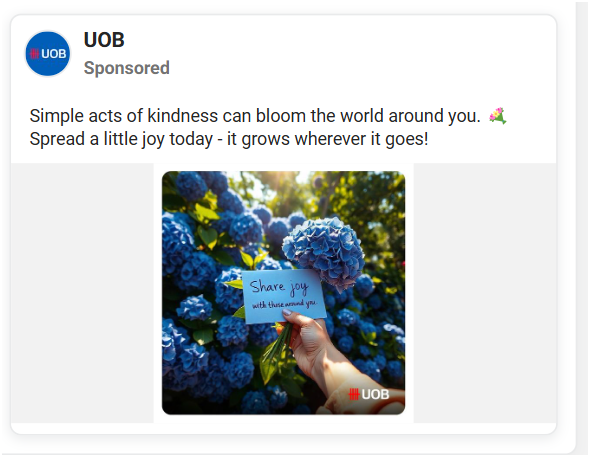 UOB
UOB
Sponsored
Simple acts of kindness can bloom the world around you.
Spread a little joy today - it grows wherever it goes!
Share joy
with those around you.
UOB